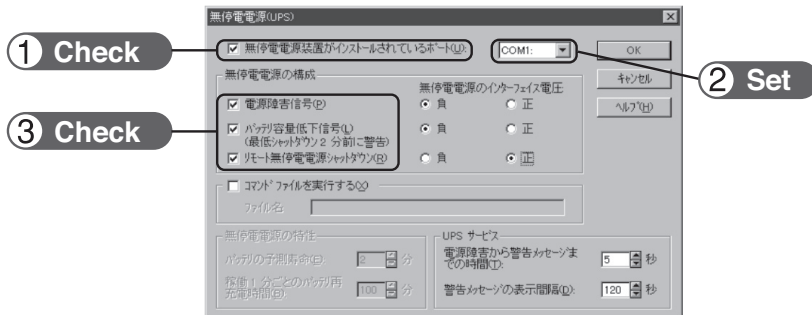 無停電電源(UPS)
① Check
無停電電源装置がインストールされているポート(U):
COM1:
OK
② Set
キャンセル
ヘルプ(H)
無停電電源の構成
無停電電源のインターフェイス電圧
③ Check
電源障害信号(P)
負
正
バッテリ容量低下信号(L)
(最低シャットダウン 2 分前に警告)
負
正
リモート無停電電源シャットダウン(R)
負
正
コマンド ファイルを実行する(X)
ファイル名
無停電電源の特性
バッテリの予測寿命(E):
2
分
稼働 1 分ごとのバッテリ再
充電時間(B):
100
分
UPS サービス
電源障害から警告メッセージま
での時間(T):
5
秒
警告メッセージの表示間隔(D):
120
秒